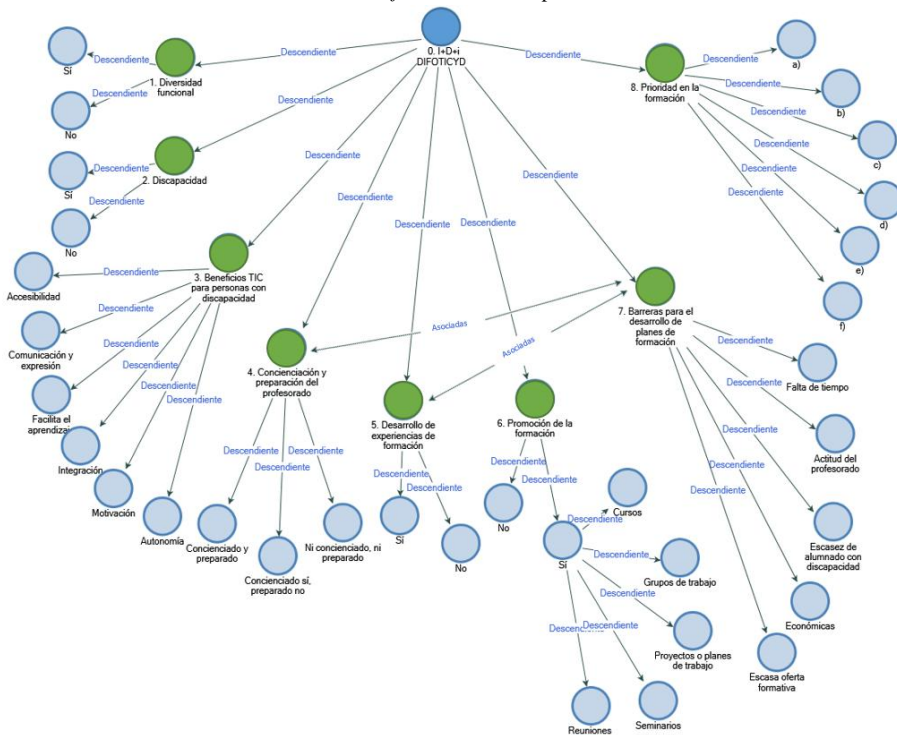 0. I+D+i
DIFOTICYD
Descendiente
Descendiente
Descendiente
Descendiente
Descendiente
Descendiente
Descendiente
Descendiente
1. Diversidad
funcional
Descendiente
Sí
Descendiente
No
2. Discapacidad
Descendiente
Sí
Descendiente
No
3. Beneficios TIC
para personas con
discapacidad
Descendiente
Accesibilidad
Descendiente
Comunicación y
expresión
Descendiente
Facilita el
aprendizaj
Descendiente
Integración
Descendiente
Motivación
Descendiente
Autonomía
4. Concienciación y
preparación del
profesorado
Descendiente
Concienciado y
preparado
Descendiente
Concienciado sí,
preparado no
Descendiente
Ni concienciado, ni
preparado
Asociadas
Asociadas
5. Desarrollo de
experiencias de
formación
Descendiente
Sí
Descendiente
No
6. Promoción de la
formación
Descendiente
No
Descendiente
Sí
Descendiente
Cursos
Descendiente
Grupos de trabajo
Descendiente
Proyectos o planes
de trabajo
Descendiente
Seminarios
Descendiente
Reuniones
7. Barreras para el
desarrollo de
planes de
formación
Descendiente
Falta de tiempo
Descendiente
Actitud del
profesorado
Descendiente
Escasez de
alumnado con
discapacidad
Descendiente
Económicas
Descendiente
Escasa oferta
formativa
8. Prioridad en la
formación
Descendiente
a)
Descendiente
b)
Descendiente
c)
Descendiente
d)
Descendiente
e)
Descendiente
f)